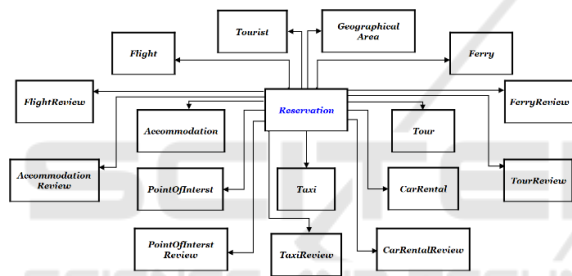 Tourist
Geographical
Area
Flight
Ferry
FlightReview
Reservation
FerryReview
Accommodation
Tour
Accommodation
Review
PointOfInterst
Taxi
CarRental
TourReview
PointOfInterst
Review
TaxiReview
CarRentalReview